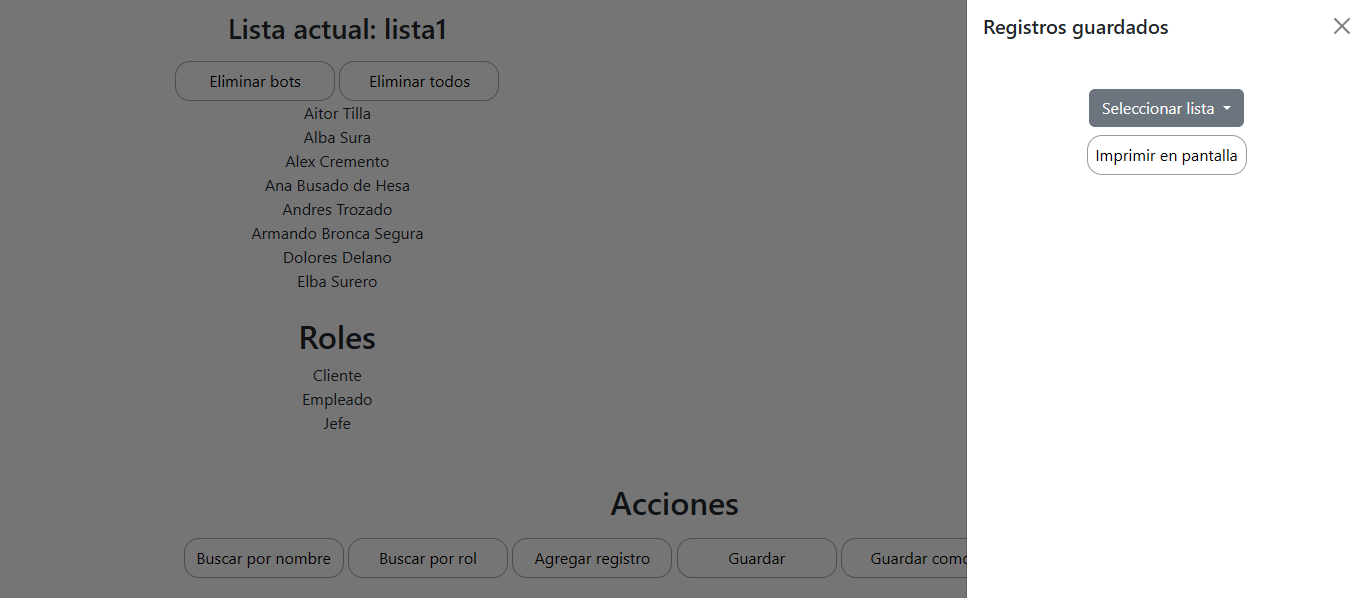 Lista actual: lista1
Eliminar bots
Eliminar todos
Aitor Tilla
Alba Sura
Alex Cremento
Ana Busado de Hesa
Andres Trozado
Armando Bronca Segura
Dolores Delano
Elba Surero
Roles
Cliente
Empleado
Jefe
Acciones
Buscar por nombre
Buscar por rol
Agregar registro
Guardar
Guardar como
Registros guardados
Seleccionar lista
Imprimir en pantalla